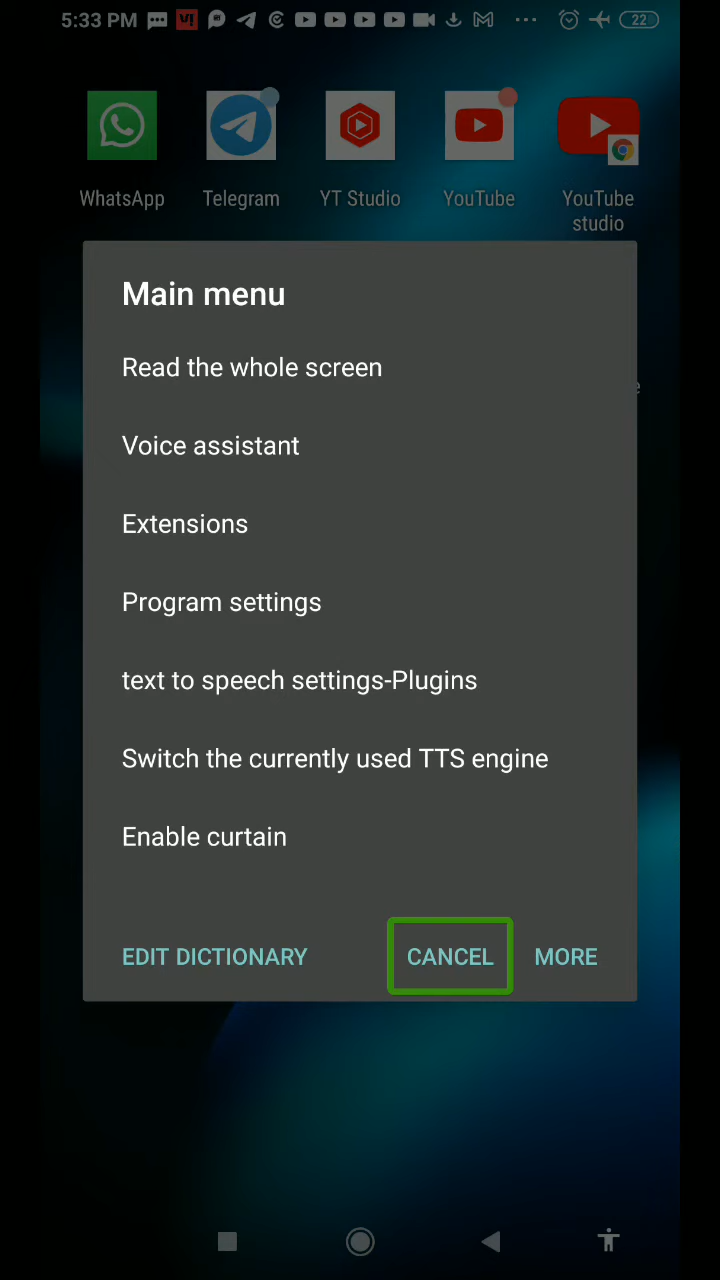 5:33 PM
22
WhatsApp
Telegram
YT Studio
YouTube
YouTube
studio
Main menu
Read the whole screen
Voice assistant
Extensions
Program settings
text to speech settings-Plugins
Switch the currently used TTS engine
Enable curtain
EDIT DICTIONARY
CANCEL
MORE